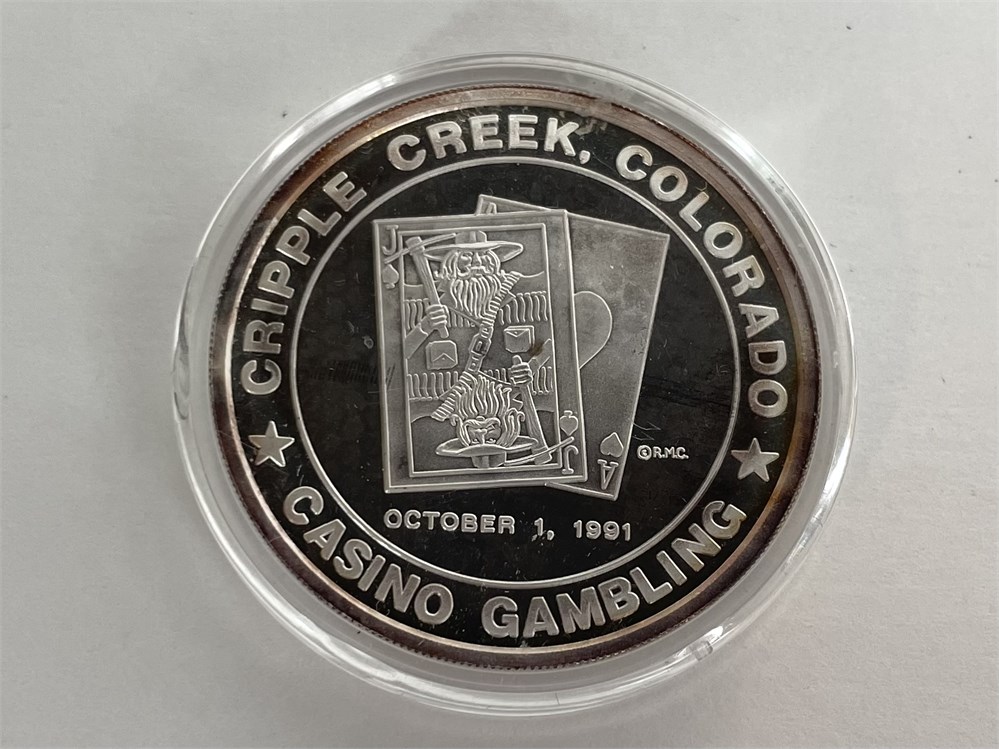 CRIPPLE CREEK, COLORADO
J
A
J
A
© R.M.C.
OCTOBER 1, 1991
CASINO GAMBLING